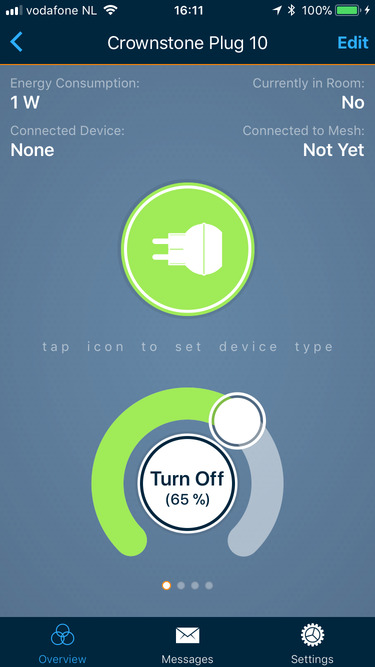 vodafone NL 16:11 100%
Crownstone Plug 10 Edit
Energy Consumption: Currently in Room:
1 W No
Connected Device: Connected to Mesh:
None Not Yet
tap icon to set device type
Turn Off
(65 %)
Overview Messages Settings